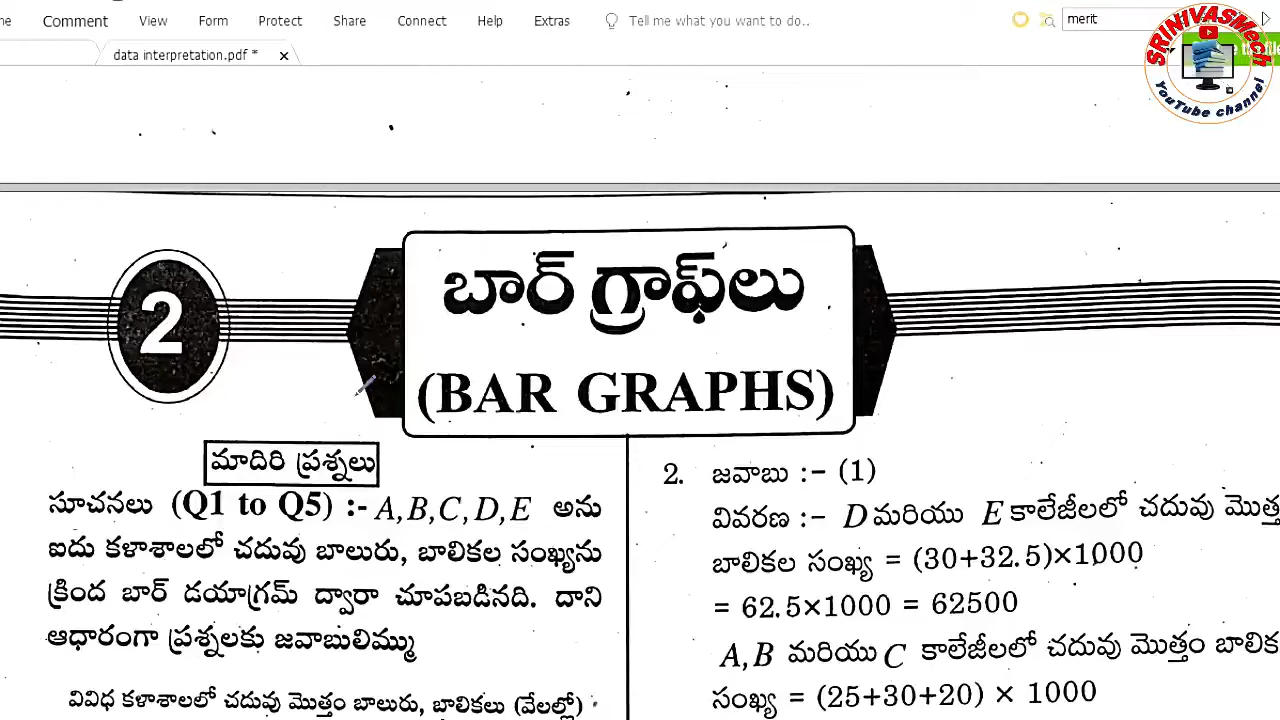 Comment View Form Protect Share Connect Help Extras Tell me what you want to do.. merit
data interpretation.pdf *
SRINIVASMech
YouTube channel
2
బార్ గ్రాఫ్‌లు
(BAR GRAPHS)
మాదిరి ప్రశ్నలు
సూచనలు (Q1 to Q5) :- A,B,C,D,E అను
ఐదు కళాశాలలో చదువు బాలురు, బాలికల సంఖ్యను
క్రింద బార్ డయాగ్రమ్ ద్వారా చూపబడినది. దాని
ఆధారంగా ప్రశ్నలకు జవాబులిమ్ము
వివిధ కళాశాలలో చదువు మొత్తం బాలురు, బాలికలు (వేలల్లో)
2. జవాబు :- (1)
వివరణ :- D మరియు E కాలేజీలలో చదువు మొత్త
బాలికల సంఖ్య = (30+32.5)×1000
= 62.5×1000 = 62500
A,B మరియు C కాలేజీలలో చదువు మొత్తం బాలిక
సంఖ్య = (25+30+20) × 1000